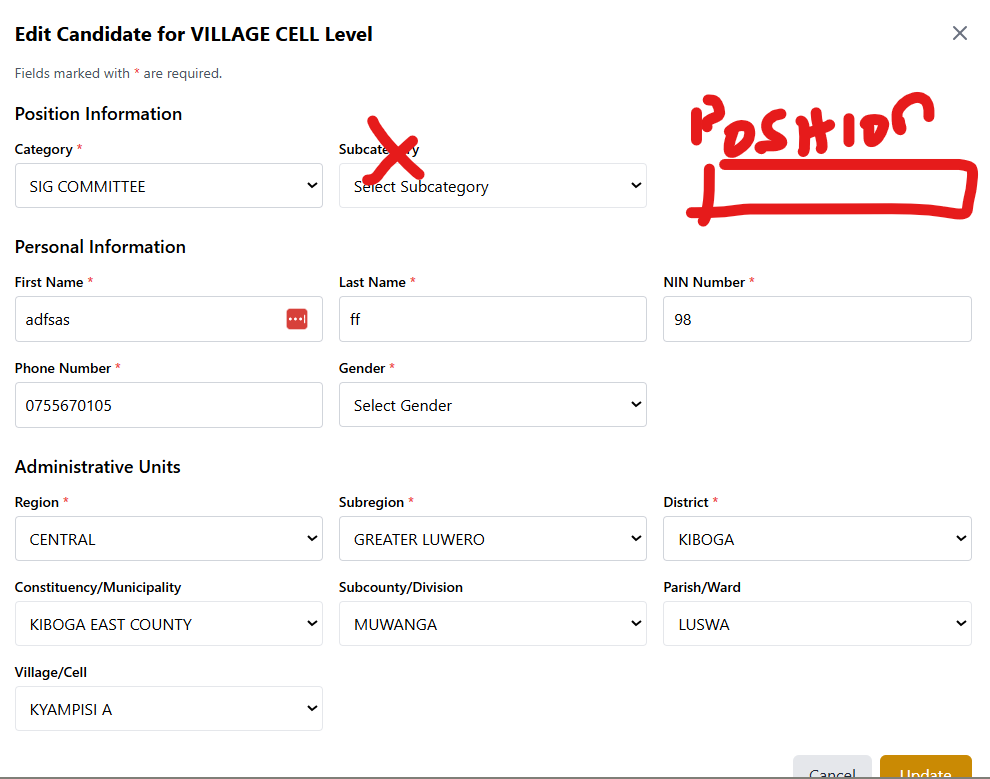 Edit Candidate for VILLAGE CELL Level
Fields marked with * are required.
Position Information
Category *
Subcategory
POSITION
SIG COMMITTEE
Select Subcategory
Personal Information
First Name *
Last Name *
NIN Number *
adfsas
ff
98
Phone Number *
Gender *
0755670105
Select Gender
Administrative Units
Region *
Subregion *
District *
CENTRAL
GREATER LUWERO
KIBOGA
Constituency/Municipality
Subcounty/Division
Parish/Ward
KIBOGA EAST COUNTY
MUWANGA
LUSWA
Village/Cell
KYAMPISI A
Cancel
Update